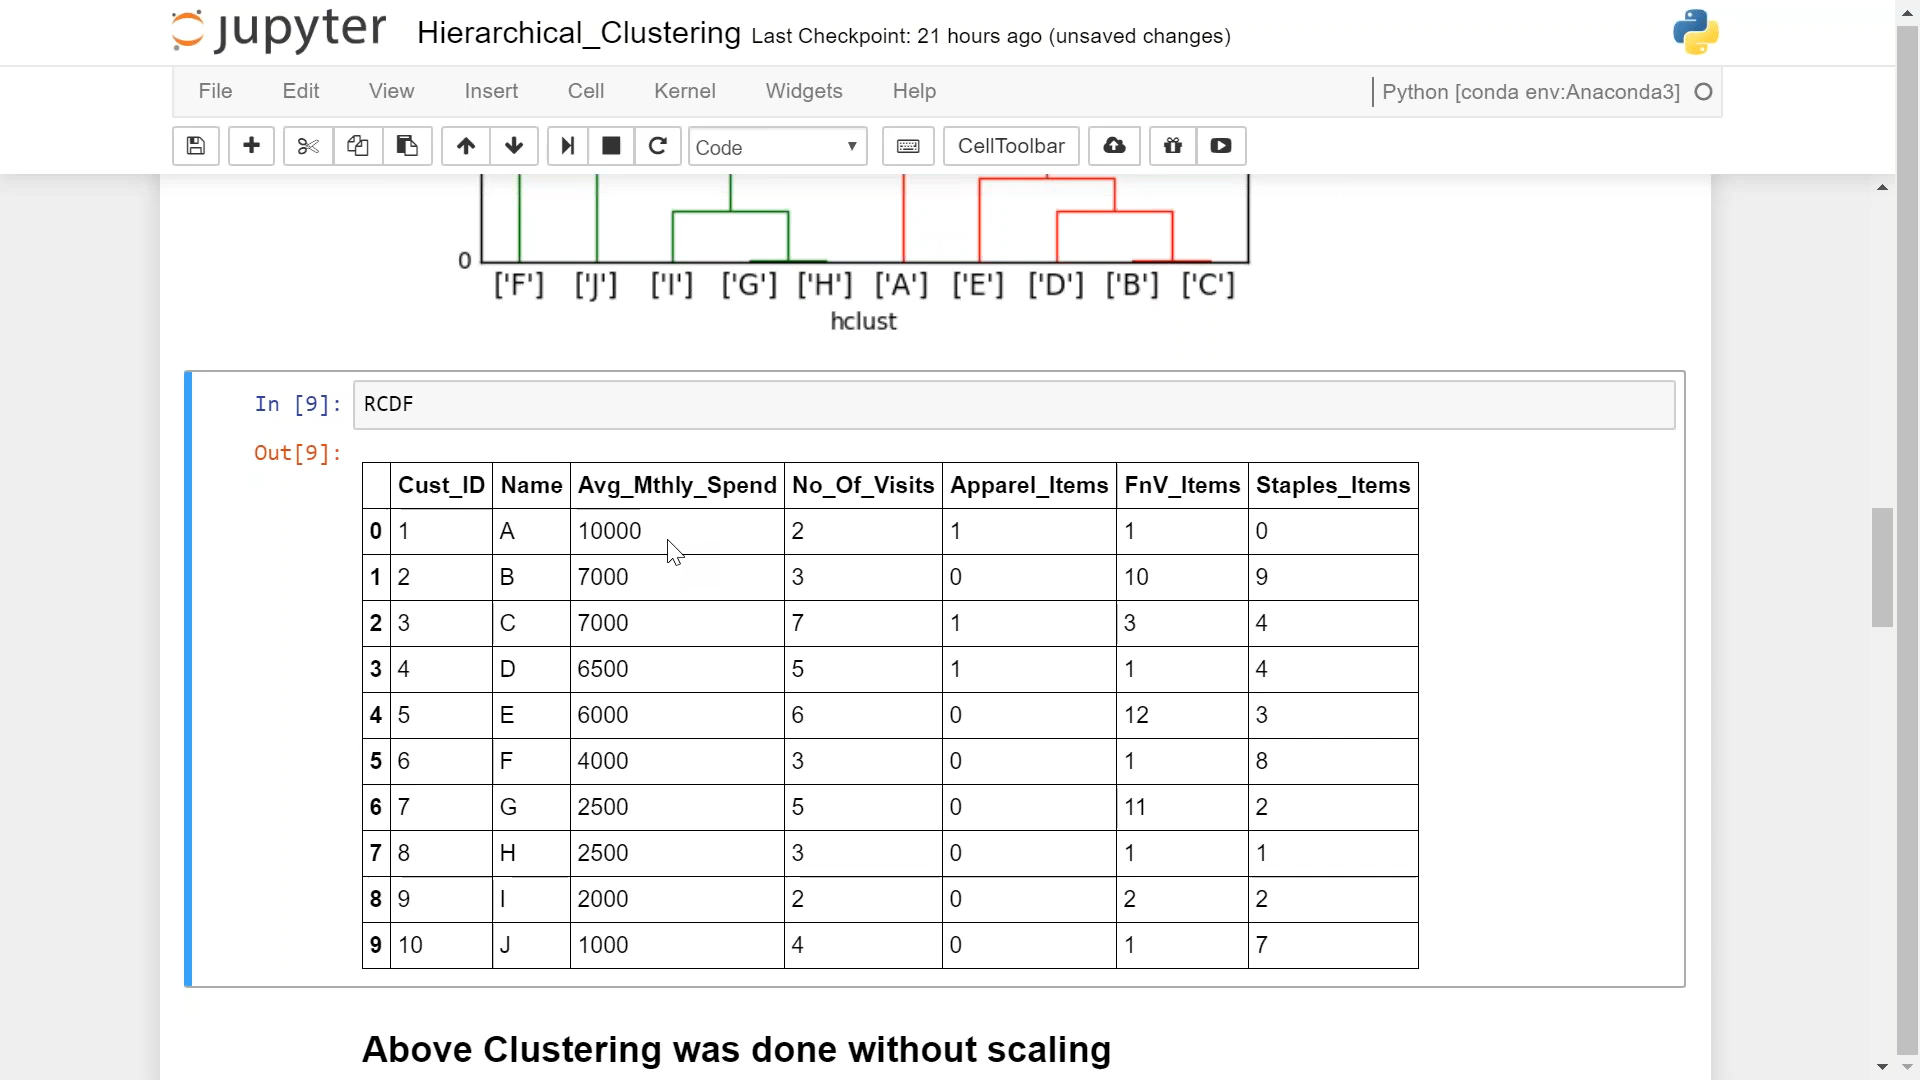 jupyter Hierarchical_Clustering Last Checkpoint: 21 hours ago (unsaved changes)
File Edit View Insert Cell Kernel Widgets Help Python [conda env:Anaconda3]
Code CellToolbar
0
['F'] ['J'] ['I'] ['G'] ['H'] ['A'] ['E'] ['D'] ['B'] ['C']
hclust
In [9]: RCDF
Out[9]:
Cust_ID Name Avg_Mthly_Spend No_Of_Visits Apparel_Items FnV_Items Staples_Items
0 1 A 10000 2 1 1 0
1 2 B 7000 3 0 10 9
2 3 C 7000 7 1 3 4
3 4 D 6500 5 1 1 4
4 5 E 6000 6 0 12 3
5 6 F 4000 3 0 1 8
6 7 G 2500 5 0 11 2
7 8 H 2500 3 0 1 1
8 9 I 2000 2 0 2 2
9 10 J 1000 4 0 1 7
Above Clustering was done without scaling